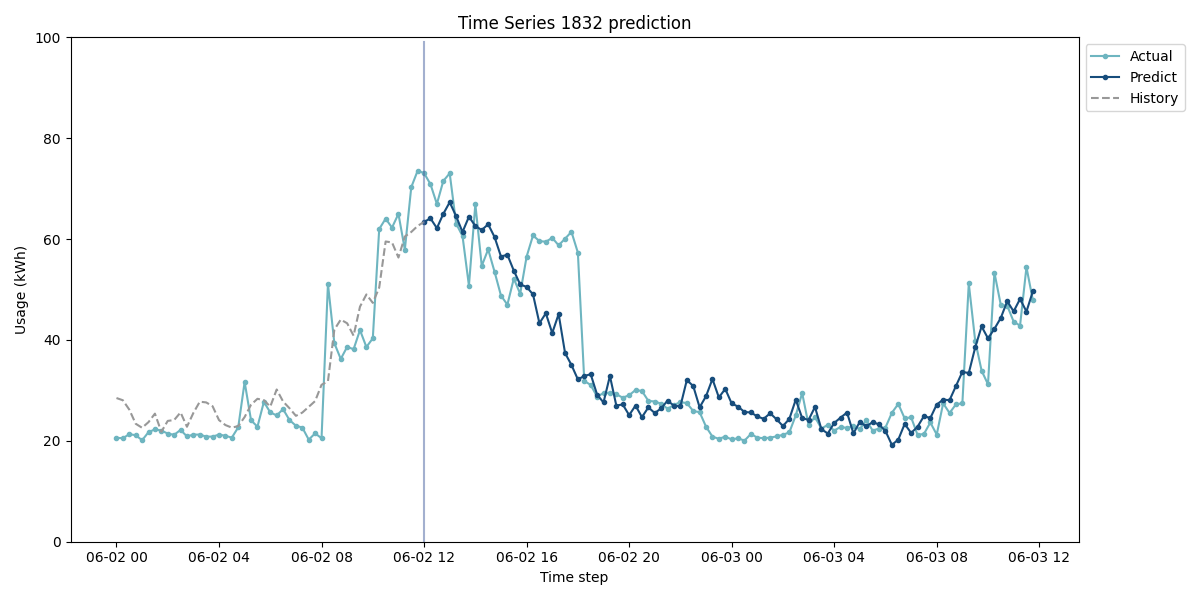 Time Series 1832 prediction
Actual
Predict
History
Usage (kWh)
100
80
60
40
20
0
06-02 00
06-02 04
06-02 08
06-02 12
06-02 16
06-02 20
06-03 00
06-03 04
06-03 08
06-03 12
Time step